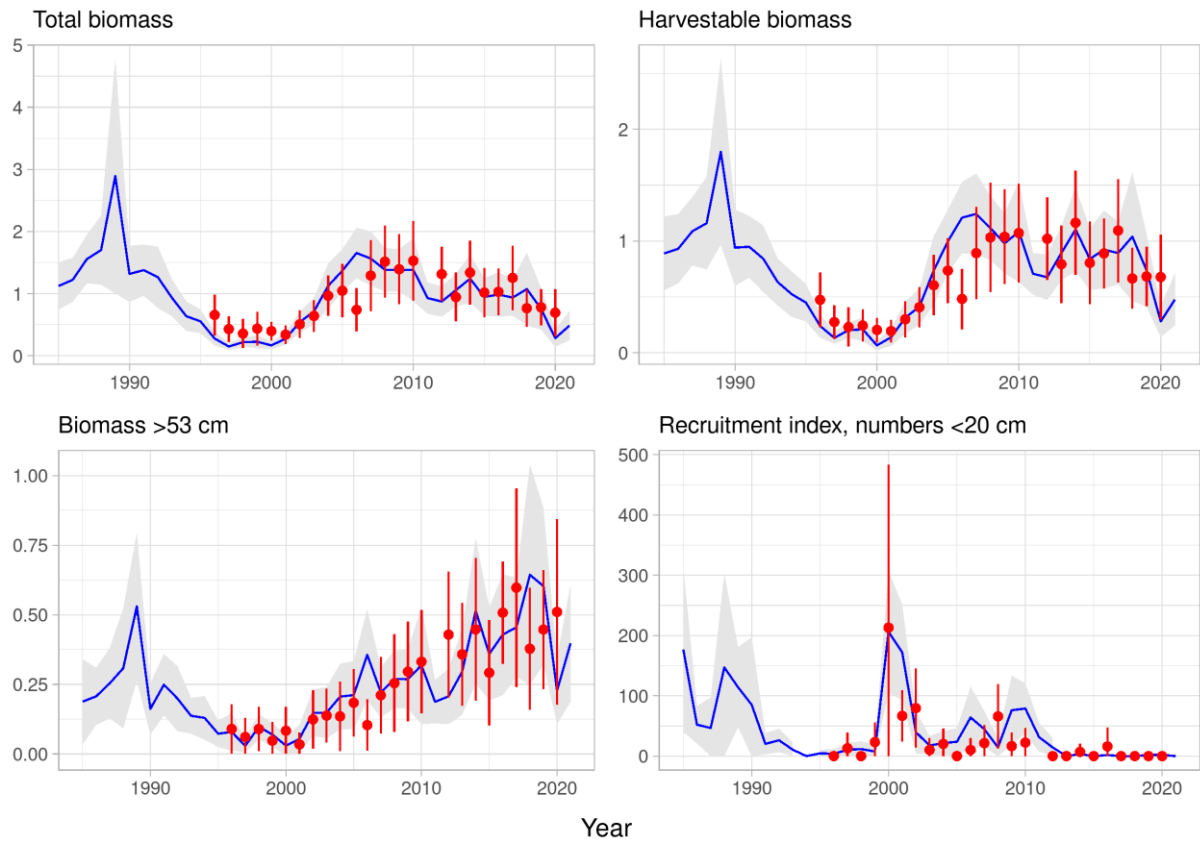 Total biomass
5
4
3
2
1
0
1990 2000 2010 2020
Harvestable biomass
2
1
0
1990 2000 2010 2020
Biomass >53 cm
1.00
0.75
0.50
0.25
0.00
1990 2000 2010 2020
Recruitment index, numbers <20 cm
500
400
300
200
100
0
1990 2000 2010 2020
Year